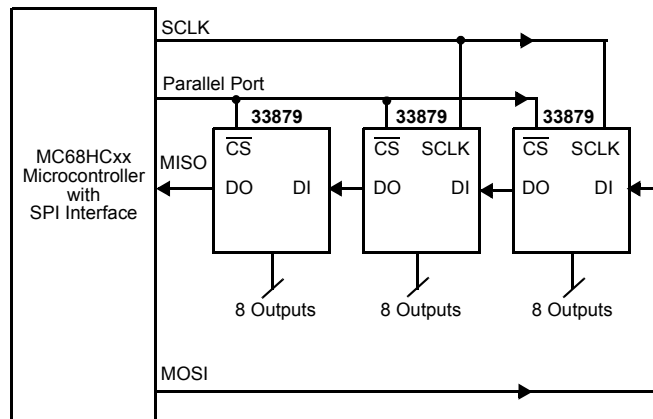 SCLK
Parallel Port
33879 33879 33879
CS CS SCLK CS SCLK
MC68HCxx
Microcontroller
with
SPI Interface
MISO
DO DI DO DI DO DI
8 Outputs 8 Outputs 8 Outputs
MOSI